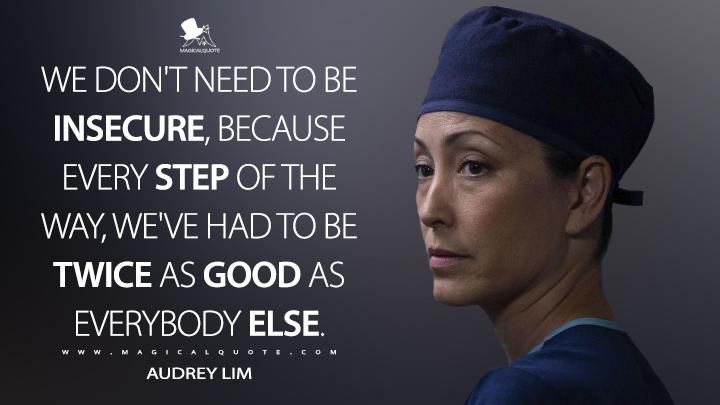 MAGICALQUOTE
WE DON'T NEED TO BE
INSECURE, BECAUSE
EVERY STEP OF THE
WAY, WE'VE HAD TO BE
TWICE AS GOOD AS
EVERYBODY ELSE.
WWW.MAGICALQUOTE.COM
AUDREY LIM